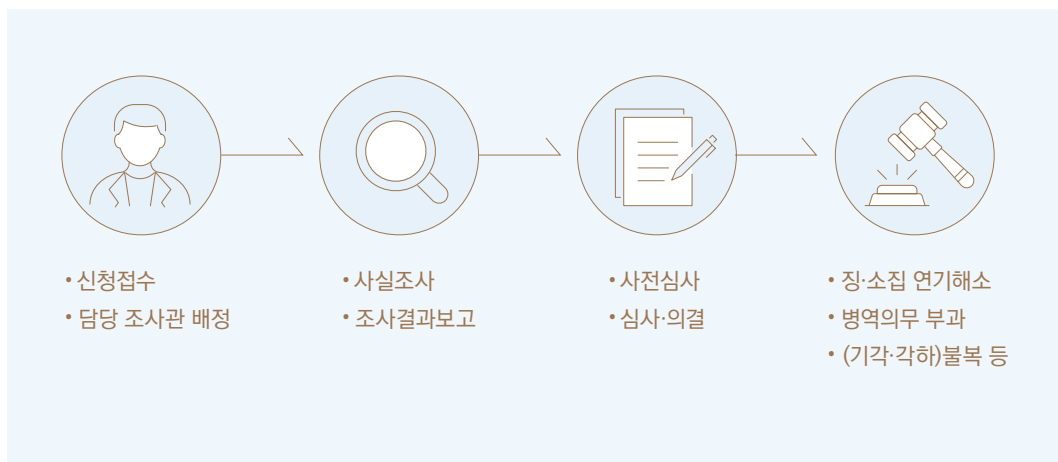 • 신청접수
• 담당 조사관 배정
• 사실조사
• 조사결과보고
• 사전심사
• 심사·의결
• 징·소집 연기해소
• 병역의무 부과
• (기각·각하)불복 등